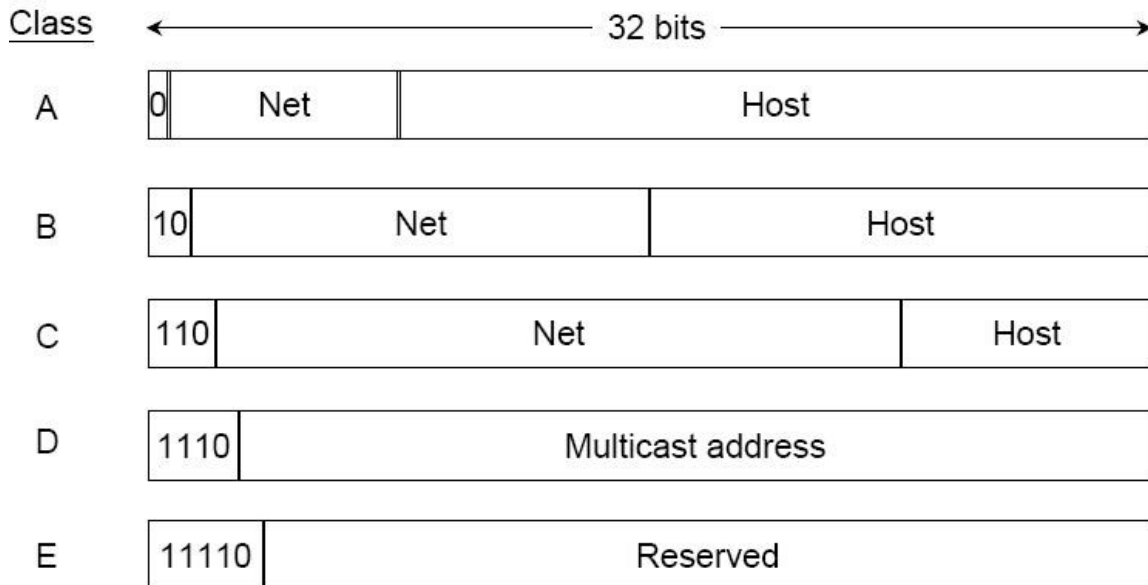 Class 32 bits
A 0 Net Host
B 10 Net Host
C 110 Net Host
D 1110 Multicast address
E 11110 Reserved